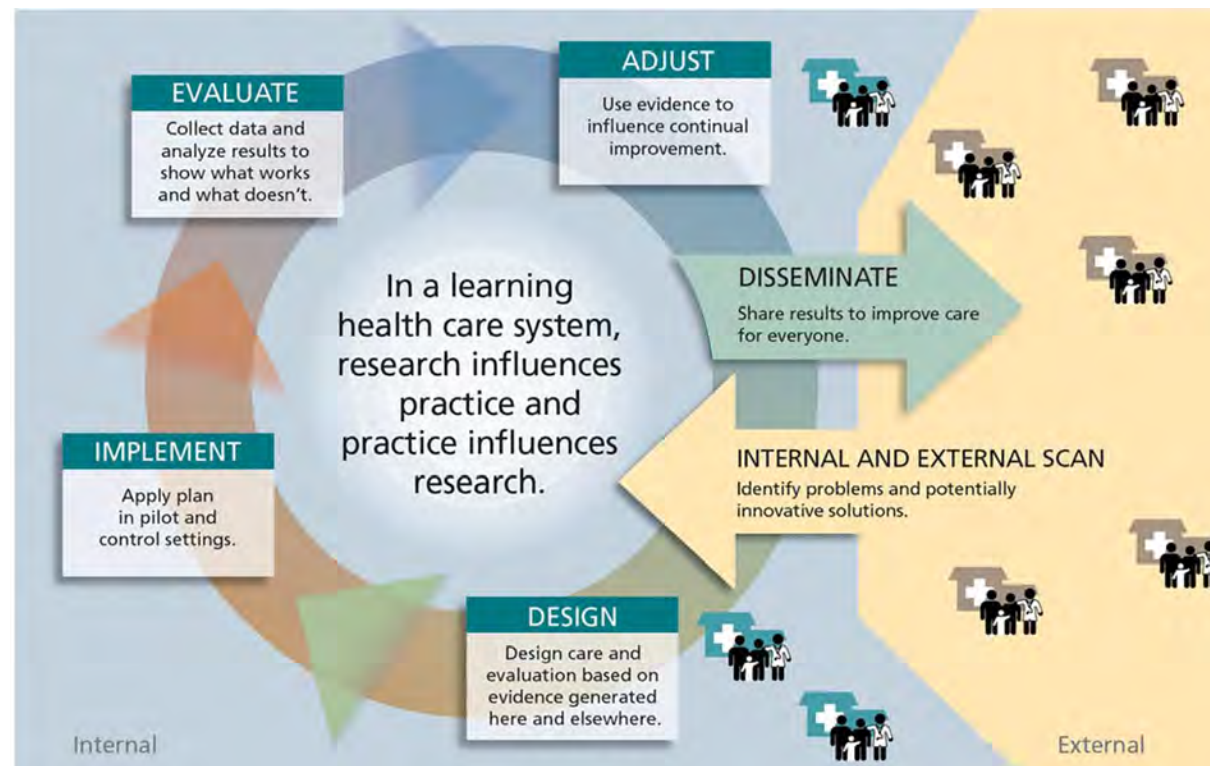 EVALUATE
Collect data and
analyze results to
show what works
and what doesn't.
ADJUST
Use evidence to
influence continual
improvement.
In a learning
health care system,
research influences
practice and
practice influences
research.
DISSEMINATE
Share results to improve care
for everyone.
INTERNAL AND EXTERNAL SCAN
Identify problems and potentially
innovative solutions.
IMPLEMENT
Apply plan
in pilot and
control settings.
DESIGN
Design care and
evaluation based on
evidence generated
here and elsewhere.
Internal
External